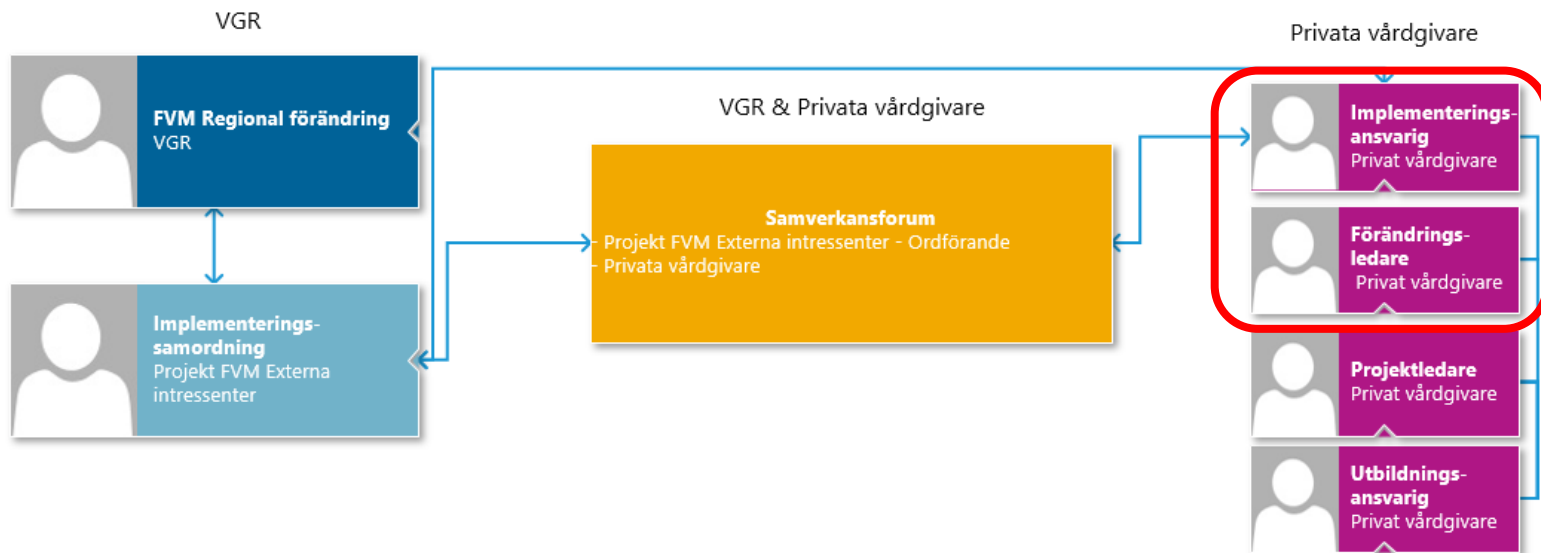 VGR
FVM Regional förändring
VGR
Implementerings-
samordning
Projekt FVM Externa
intressenter
VGR & Privata vårdgivare
Samverkansforum
- Projekt FVM Externa intressenter - Ordförande
- Privata vårdgivare
Privata vårdgivare
Implementerings-
ansvarig
Privat vårdgivare
Förändrings-
ledare
Privat vårdgivare
Projektledare
Privat vårdgivare
Utbildnings-
ansvarig
Privat vårdgivare